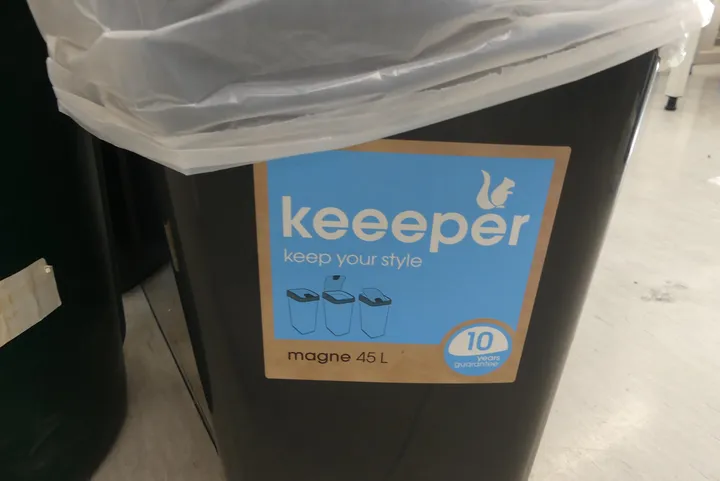 keeeper
keep your style
magne 45 L
10
years
guarantee